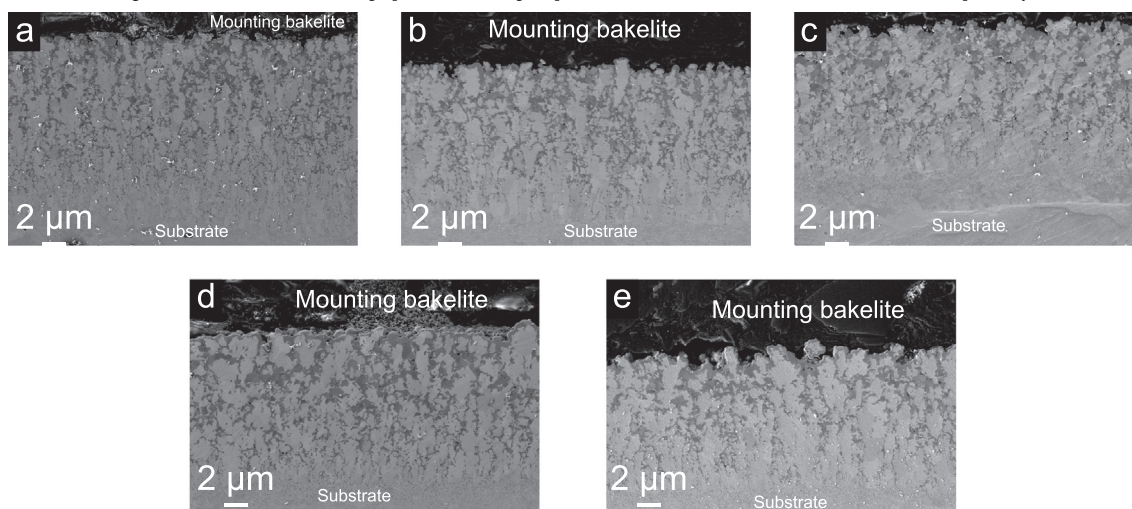 a
Mounting bakelite
2 μm
Substrate
b
Mounting bakelite
2 μm
Substrate
c
2 μm
Substrate
d
Mounting bakelite
2 μm
Substrate
e
Mounting bakelite
2 μm
Substrate